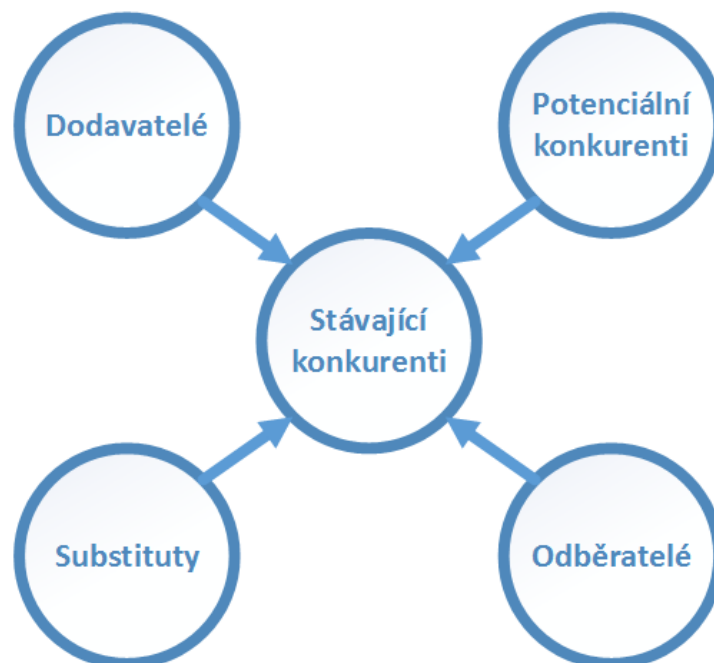 Dodavatelé
Potenciální
konkurenti
Stávající
konkurenti
Substituty
Odběratelé